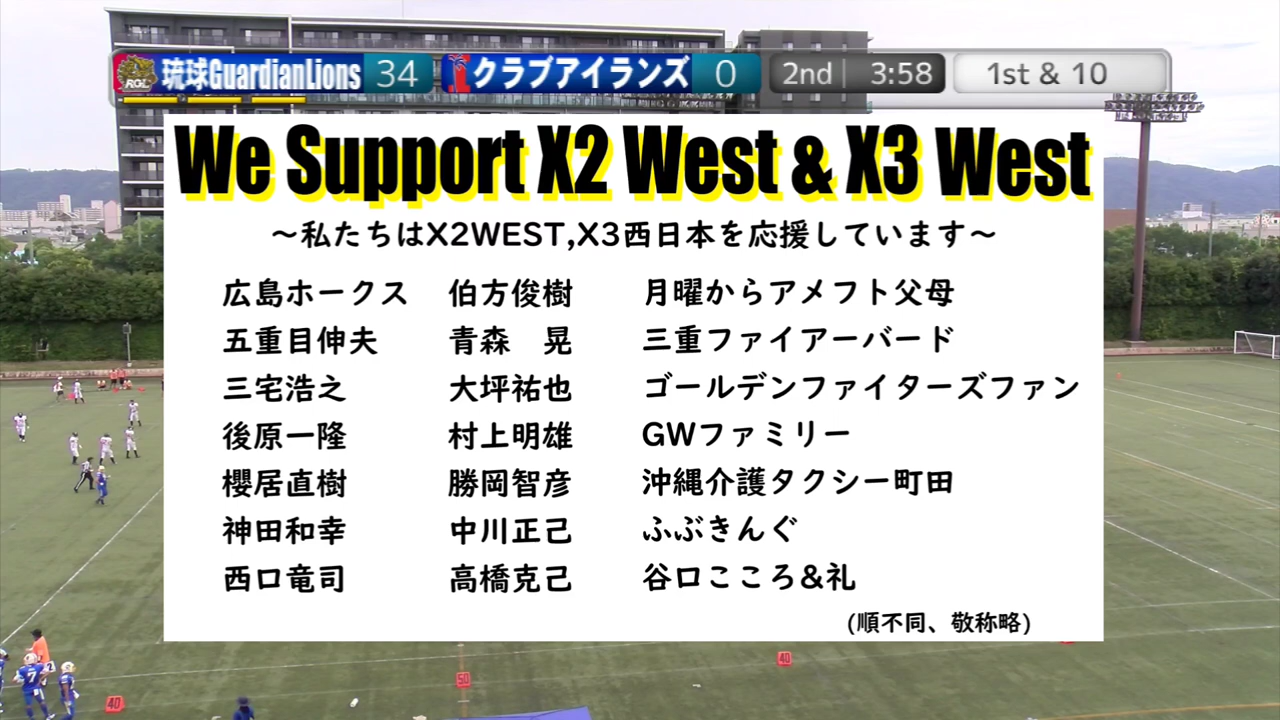 琉球GuardianLions 34 クラブアイランズ 0 2nd 3:58 1st & 10
RGL
We Support X2 West & X3 West
～私たちはX2WEST,X3西日本を応援しています～
広島ホークス 伯方俊樹 月曜からアメフト父母
五重目伸夫 青森　晃 三重ファイアーバード
三宅浩之 大坪祐也 ゴールデンファイターズファン
後原一隆 村上明雄 GWファミリー
櫻居直樹 勝岡智彦 沖縄介護タクシー町田
神田和幸 中川正己 ふぶきんぐ
西口竜司 高橋克己 谷口こころ&礼
(順不同、敬称略)
40
50
40
7